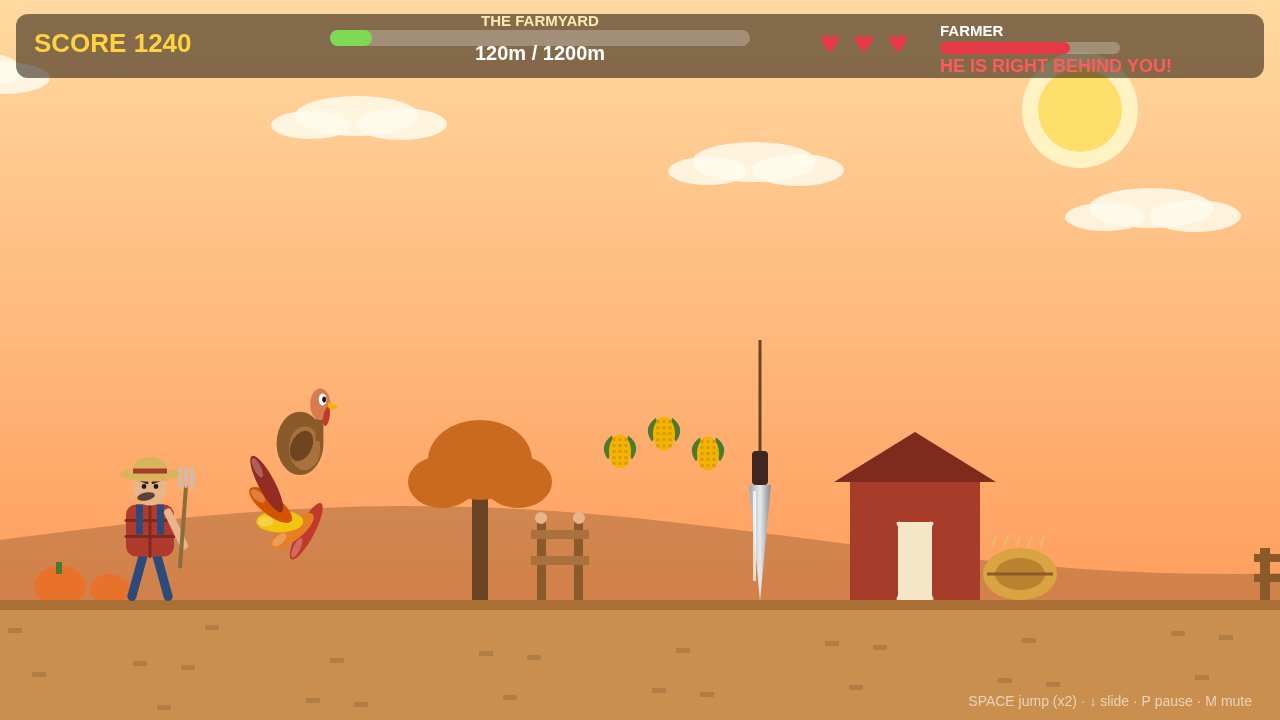 SCORE 1240
THE FARMYARD
120m / 1200m
FARMER
HE IS RIGHT BEHIND YOU!
SPACE jump (x2) · ↓ slide · P pause · M mute